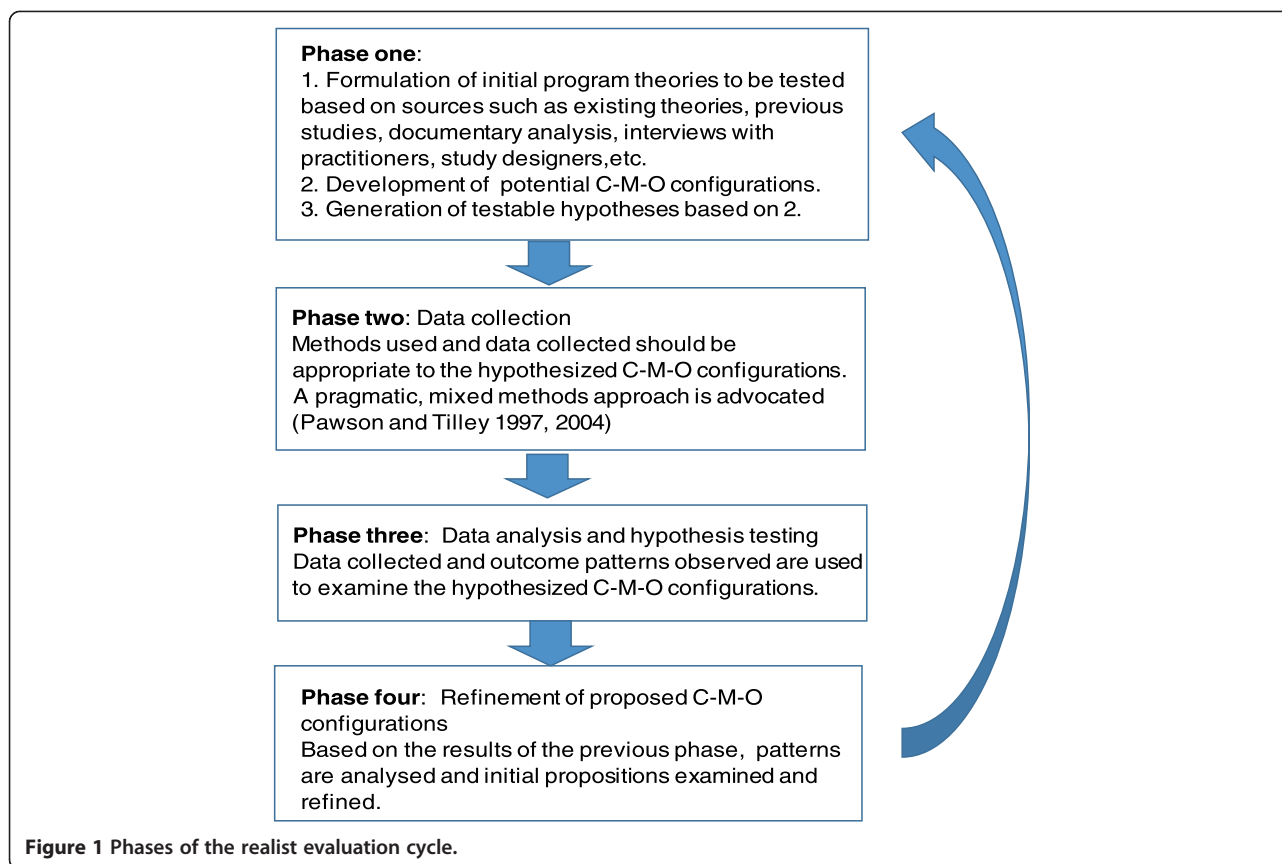 Phase one:
1. Formulation of initial program theories to be tested
based on sources such as existing theories, previous
studies, documentary analysis, interviews with
practitioners, study designers,etc.
2. Development of potential C-M-O configurations.
3. Generation of testable hypotheses based on 2.
Phase two: Data collection
Methods used and data collected should be
appropriate to the hypothesized C-M-O configurations.
A pragmatic, mixed methods approach is advocated
(Pawson and Tilley 1997, 2004)
Phase three: Data analysis and hypothesis testing
Data collected and outcome patterns observed are used
to examine the hypothesized C-M-O configurations.
Phase four: Refinement of proposed C-M-O
configurations
Based on the results of the previous phase, patterns
are analysed and initial propositions examined and
refined.
Figure 1 Phases of the realist evaluation cycle.